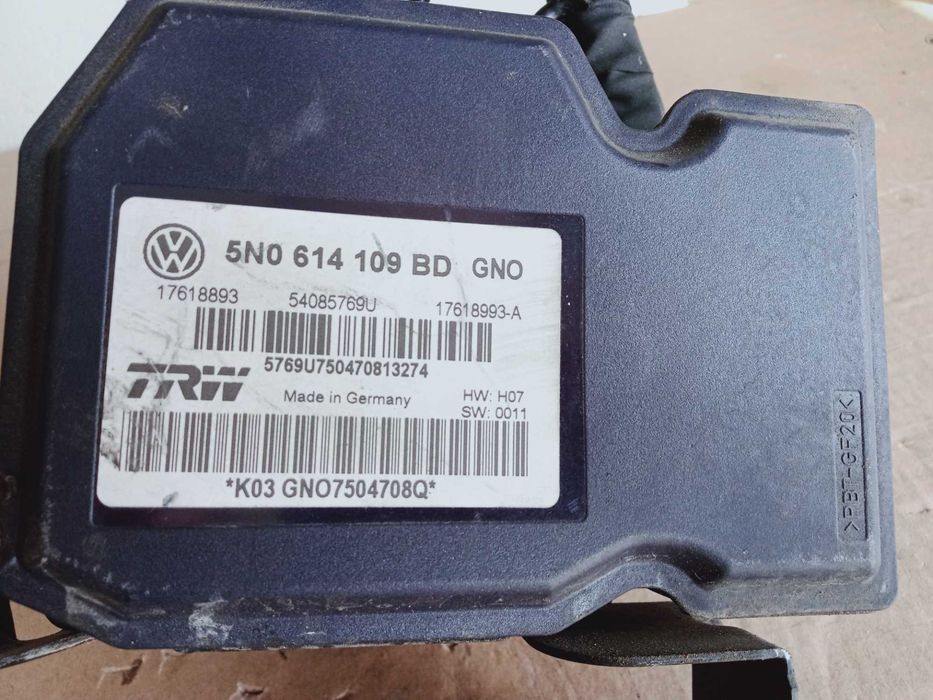 5N0 614 109 BD GNO
17618893 54085769U 17618993-A
5769U750470813274
TRW Made in Germany HW: H07
SW: 0011
*K03 GNO7504708Q*
>PBT-GF20<